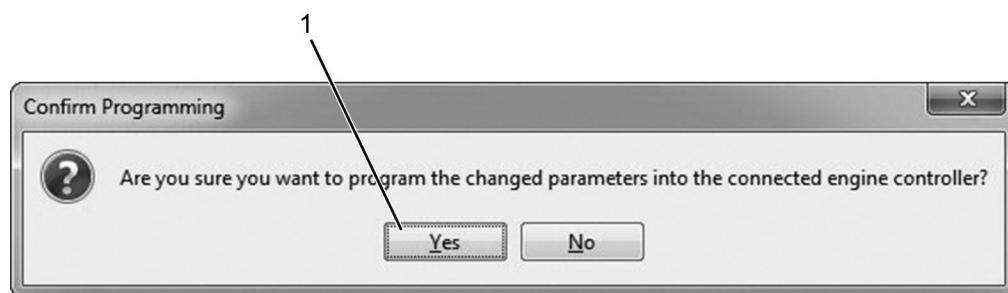 1
Confirm Programming
x
Are you sure you want to program the changed parameters into the connected engine controller?
Yes No